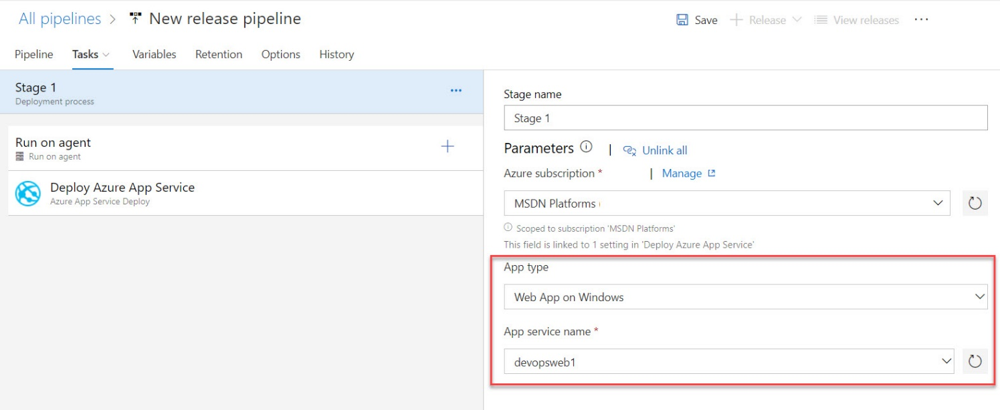 All pipelines > New release pipeline
Save + Release View releases ...
Pipeline Tasks Variables Retention Options History
Stage 1
Deployment process
Run on agent
Run on agent
Deploy Azure App Service
Azure App Service Deploy
Stage name
Stage 1
Parameters | Unlink all
Azure subscription * | Manage
MSDN Platforms (
Scoped to subscription 'MSDN Platforms'
This field is linked to 1 setting in 'Deploy Azure App Service'
App type
Web App on Windows
App service name *
devopsweb1